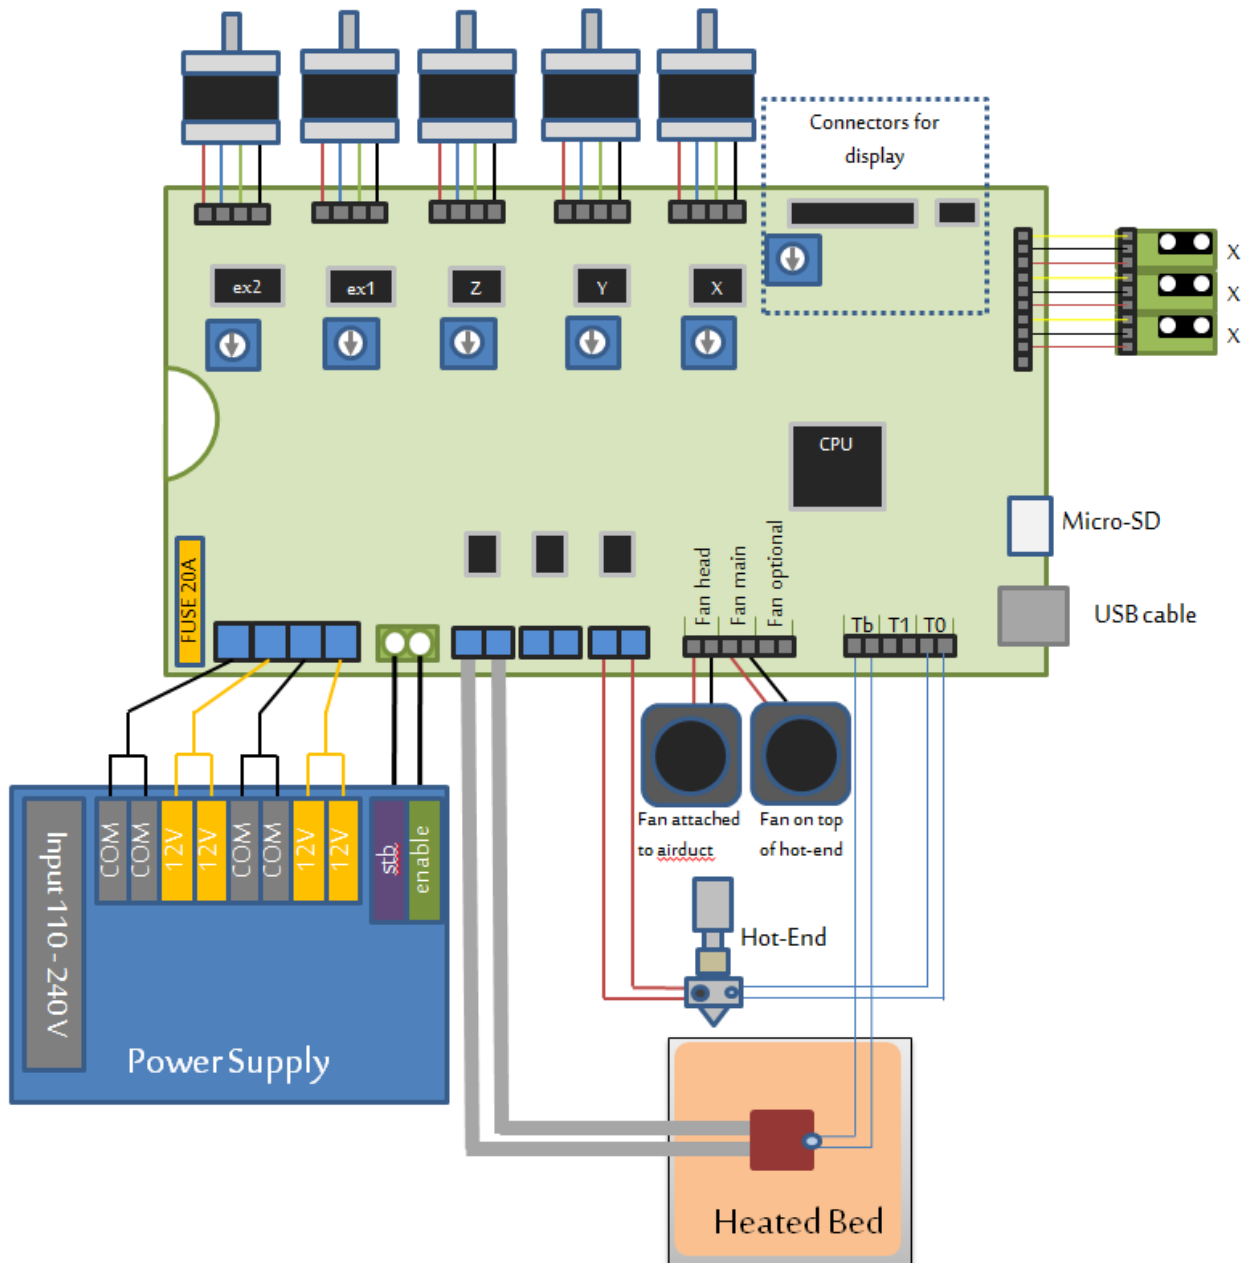 Connectors for
display
X
X
X
ex2
ex1
Z
Y
X
CPU
Micro-SD
FUSE 20A
Fan head
Fan main
Fan optional
USB cable
Tb
T1
T0
Input 110 - 240 V
COM
COM
12V
12V
COM
COM
12V
12V
stb
enable
Fan attached
to airduct
Fan on top
of hot-end
Hot-End
Power Supply
Heated Bed